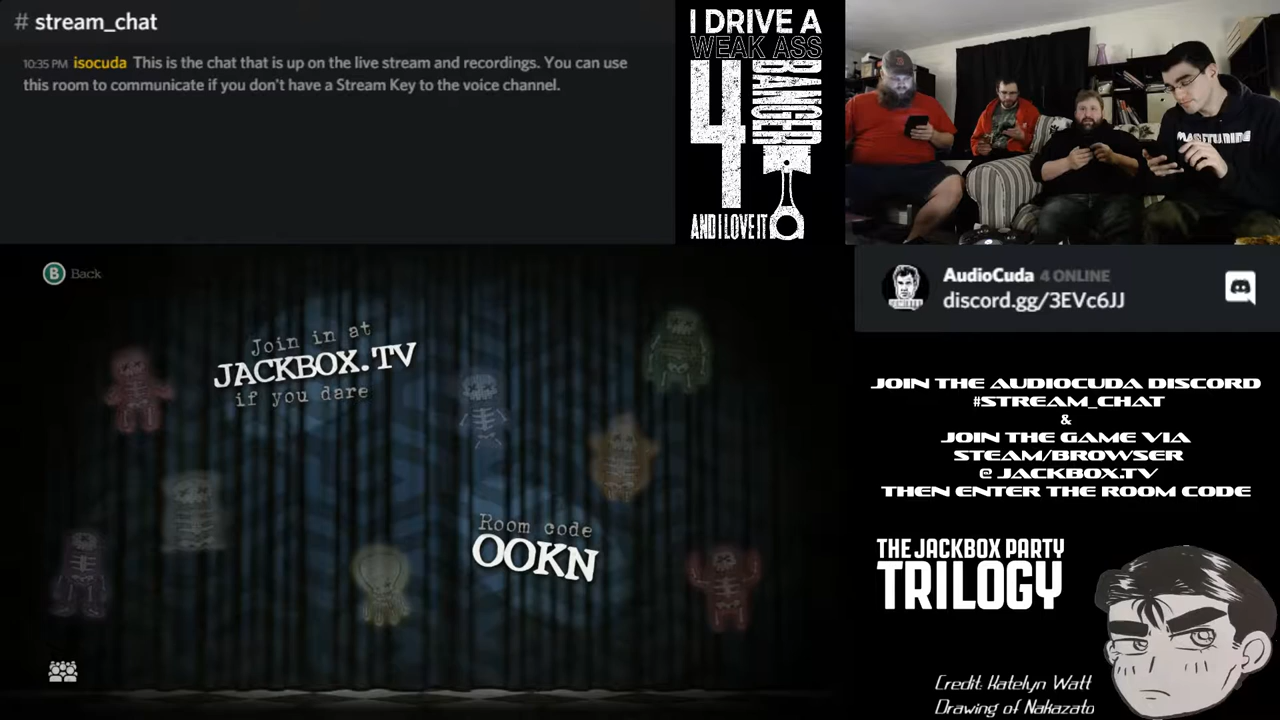 # stream_chat
10:35 PM isocuda This is the chat that is up on the live stream and recordings. You can use
this room to communicate if you don't have a Stream Key to the voice channel.
I DRIVE A
WEAK ASS
4
BANGER
AND I LOVE IT
B Back
Join in at
JACKBOX.TV
if you dare
Room code
OOKN
AudioCuda 4 ONLINE
discord.gg/3EVc6JJ
JOIN THE AUDIOCUDA DISCORD
#STREAM_CHAT
&
JOIN THE GAME VIA
STEAM/BROWSER
@ JACKBOX.TV
THEN ENTER THE ROOM CODE
THE JACKBOX PARTY
TRILOGY
Credit: Katelyn Watt
Drawing of Nakazato